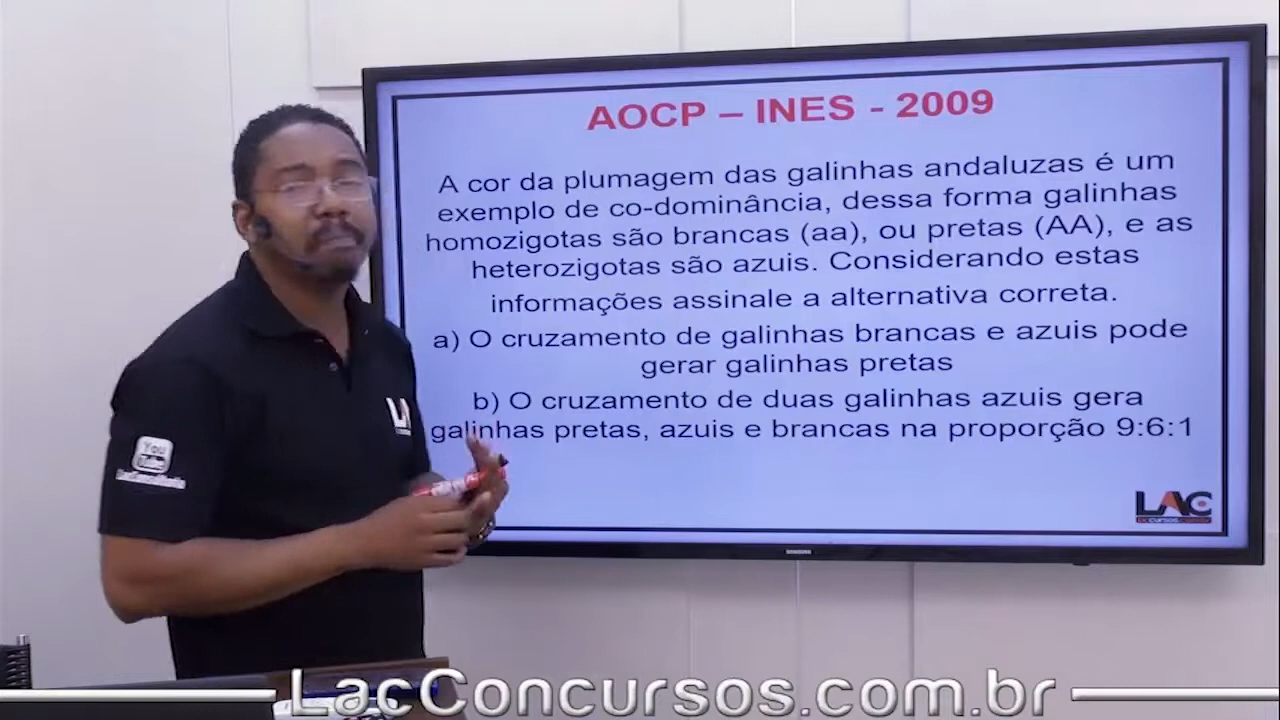 AOCP – INES - 2009
A cor da plumagem das galinhas andaluzas é um
exemplo de co-dominância, dessa forma galinhas
homozigotas são brancas (aa), ou pretas (AA), e as
heterozigotas são azuis. Considerando estas
informações assinale a alternativa correta.
a) O cruzamento de galinhas brancas e azuis pode
gerar galinhas pretas
b) O cruzamento de duas galinhas azuis gera
galinhas pretas, azuis e brancas na proporção 9:6:1
LAC
SAMSUNG
You
Tube
LacConcursos.com.br